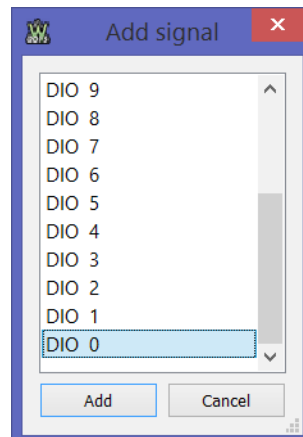 Add signal
DIO 9
DIO 8
DIO 7
DIO 6
DIO 5
DIO 4
DIO 3
DIO 2
DIO 1
DIO 0
Add
Cancel